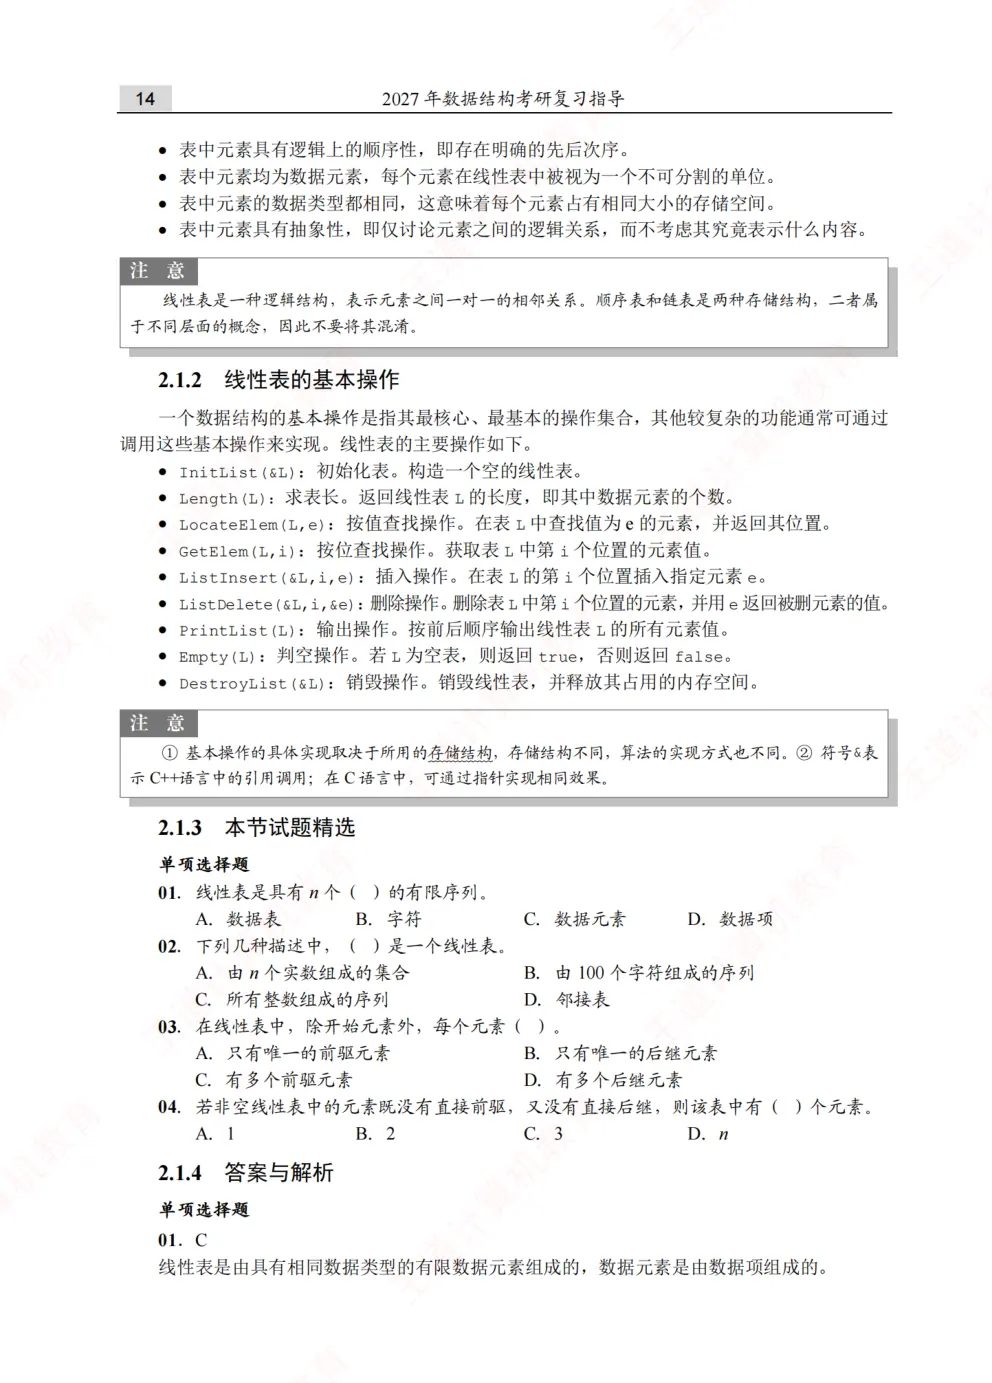 14
2027 年数据结构考研复习指导
● 表中元素具有逻辑上的顺序性，即存在明确的先后次序。
● 表中元素均为数据元素，每个元素在线性表中被视为一个不可分割的单位。
● 表中元素的数据类型都相同，这意味着每个元素占有相同大小的存储空间。
● 表中元素具有抽象性，即仅讨论元素之间的逻辑关系，而不考虑其究竟表示什么内容。
注 意
线性表是一种逻辑结构，表示元素之间一对一的相邻关系。顺序表和链表是两种存储结构，二者属
于不同层面的概念，因此不要将其混淆。
2.1.2 线性表的基本操作
一个数据结构的基本操作是指其最核心、最基本的操作集合，其他较复杂的功能通常可通过
调用这些基本操作来实现。线性表的主要操作如下。
● InitList(&L)：初始化表。构造一个空的线性表。
● Length(L)：求表长。返回线性表 L 的长度，即其中数据元素的个数。
● LocateElem(L,e)：按值查找操作。在表 L 中查找值为 e 的元素，并返回其位置。
● GetElem(L,i)：按位查找操作。获取表 L 中第 i 个位置的元素值。
● ListInsert(&L,i,e)：插入操作。在表 L 的第 i 个位置插入指定元素 e。
● ListDelete(&L,i,&e)：删除操作。删除表 L 中第 i 个位置的元素，并用 e 返回被删元素的值。
● PrintList(L)：输出操作。按前后顺序输出线性表 L 的所有元素值。
● Empty(L)：判空操作。若 L 为空表，则返回 true，否则返回 false。
● DestroyList(&L)：销毁操作。销毁线性表，并释放其占用的内存空间。
注 意
① 基本操作的具体实现取决于所用的存储结构，存储结构不同，算法的实现方式也不同。② 符号&表
示 C++语言中的引用调用；在 C 语言中，可通过指针实现相同效果。
2.1.3 本节试题精选
单项选择题
01. 线性表是具有 n 个（ ）的有限序列。
A. 数据表 B. 字符 C. 数据元素 D. 数据项
02. 下列几种描述中，（ ）是一个线性表。
A. 由 n 个实数组成的集合 B. 由 100 个字符组成的序列
C. 所有整数组成的序列 D. 邻接表
03. 在线性表中，除开始元素外，每个元素（ ）。
A. 只有唯一的前驱元素 B. 只有唯一的后继元素
C. 有多个前驱元素 D. 有多个后继元素
04. 若非空线性表中的元素既没有直接前驱，又没有直接后继，则该表中有（ ）个元素。
A. 1 B. 2 C. 3 D. n
2.1.4 答案与解析
单项选择题
01. C
线性表是由具有相同数据类型的有限数据元素组成的，数据元素是由数据项组成的。